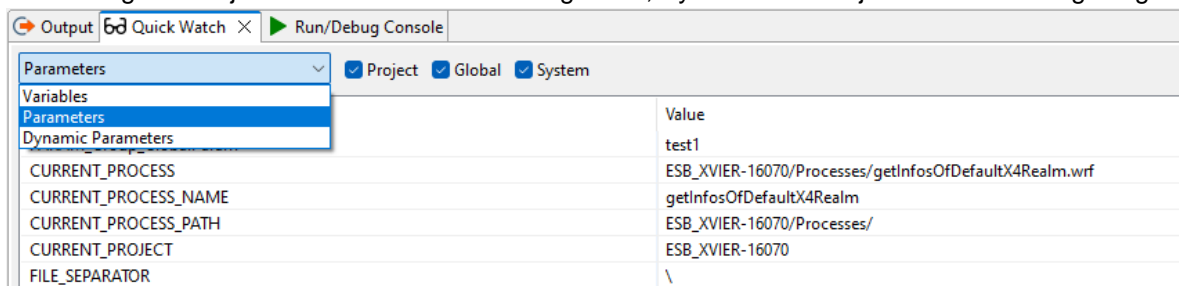 Output Quick Watch × Run/Debug Console
Parameters Project Global System
Variables
Parameters Value
Dynamic Parameters
test1
CURRENT_PROCESS ESB_XVIER-16070/Processes/getInfosOfDefaultX4Realm.wrf
CURRENT_PROCESS_NAME getInfosOfDefaultX4Realm
CURRENT_PROCESS_PATH ESB_XVIER-16070/Processes/
CURRENT_PROJECT ESB_XVIER-16070
FILE_SEPARATOR \